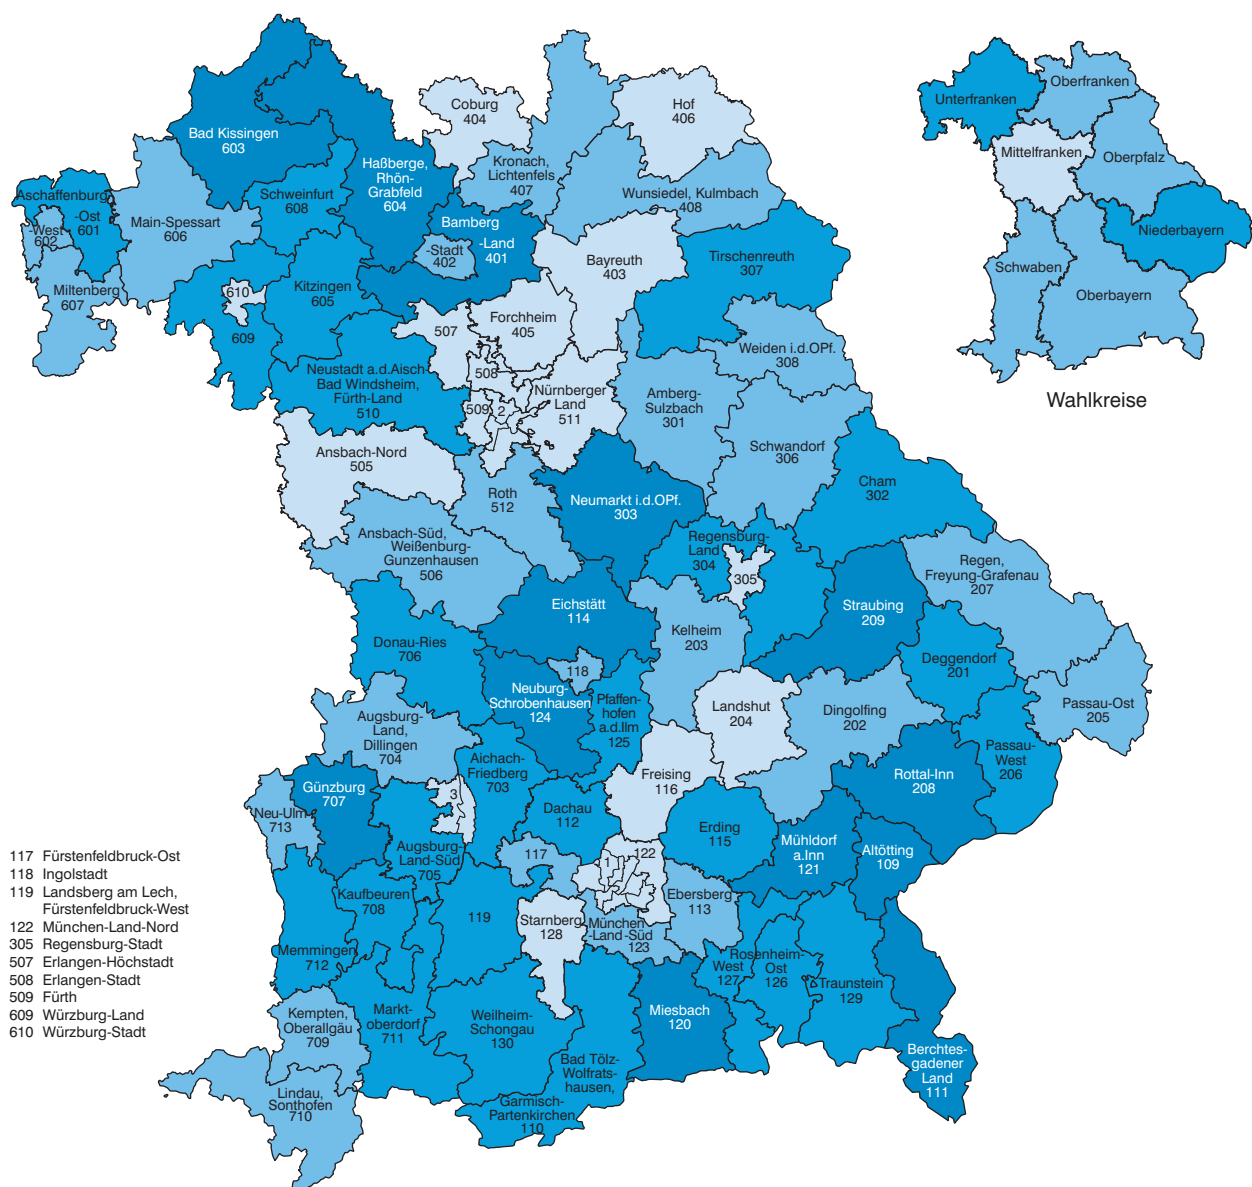 Coburg
404
Hof
406
Bad Kissingen
603
Haßberge,
Rhön-
Grabfeld
604
Kronach,
Lichtenfels
407
Wunsiedel, Kulmbach
408
Aschaffenburg
-Ost
601
-West
602
Main-Spessart
606
Schweinfurt
608
Bamberg
-Land
401
-Stadt
402
Bayreuth
403
Tirschenreuth
307
Miltenberg
607
610
609
Kitzingen
605
507
Forchheim
405
508
Weiden i.d.OPf.
308
Neustadt a.d.Aisch-
Bad Windsheim,
Fürth-Land
510
509
2
Nürnberger
Land
511
Amberg-
Sulzbach
301
Schwandorf
306
Ansbach-Nord
505
Roth
512
Neumarkt i.d.OPf.
303
Cham
302
Ansbach-Süd,
Weißenburg-
Gunzenhausen
506
Regensburg-
Land
304
305
Regen,
Freyung-Grafenau
207
Eichstätt
114
Straubing
209
Donau-Ries
706
Kelheim
203
Deggendorf
201
118
Neuburg-
Schrobenhausen
124
Pfaffen-
hofen
a.d.Ilm
125
Landshut
204
Dingolfing
202
Passau-Ost
205
Augsburg-
Land,
Dillingen
704
Aichach-
Friedberg
703
Passau-
West
206
Günzburg
707
3
Freising
116
Rottal-Inn
208
Neu-Ulm
713
Dachau
112
Erding
115
Mühldorf
a.Inn
121
Altötting
109
Augsburg-
Land-Süd
705
117
1
122
Kaufbeuren
708
119
Starnberg
128
München
-Land-Süd
123
Ebersberg
113
Memmingen
712
West
127
Rosenheim-
Ost
126
Traunstein
129
Kempten,
Oberallgäu
709
Markt-
oberdorf
711
Weilheim-
Schongau
130
Miesbach
120
Bad Tölz-
Wolfrats-
hausen,
Garmisch-
Partenkirchen
110
Berchtes-
gadener
Land
111
Lindau,
Sonthofen
710
Unterfranken
Oberfranken
Mittelfranken
Oberpfalz
Niederbayern
Schwaben
Oberbayern
Wahlkreise
117 Fürstenfeldbruck-Ost
118 Ingolstadt
119 Landsberg am Lech,
Fürstenfeldbruck-West
122 München-Land-Nord
305 Regensburg-Stadt
507 Erlangen-Höchstadt
508 Erlangen-Stadt
509 Fürth
609 Würzburg-Land
610 Würzburg-Stadt